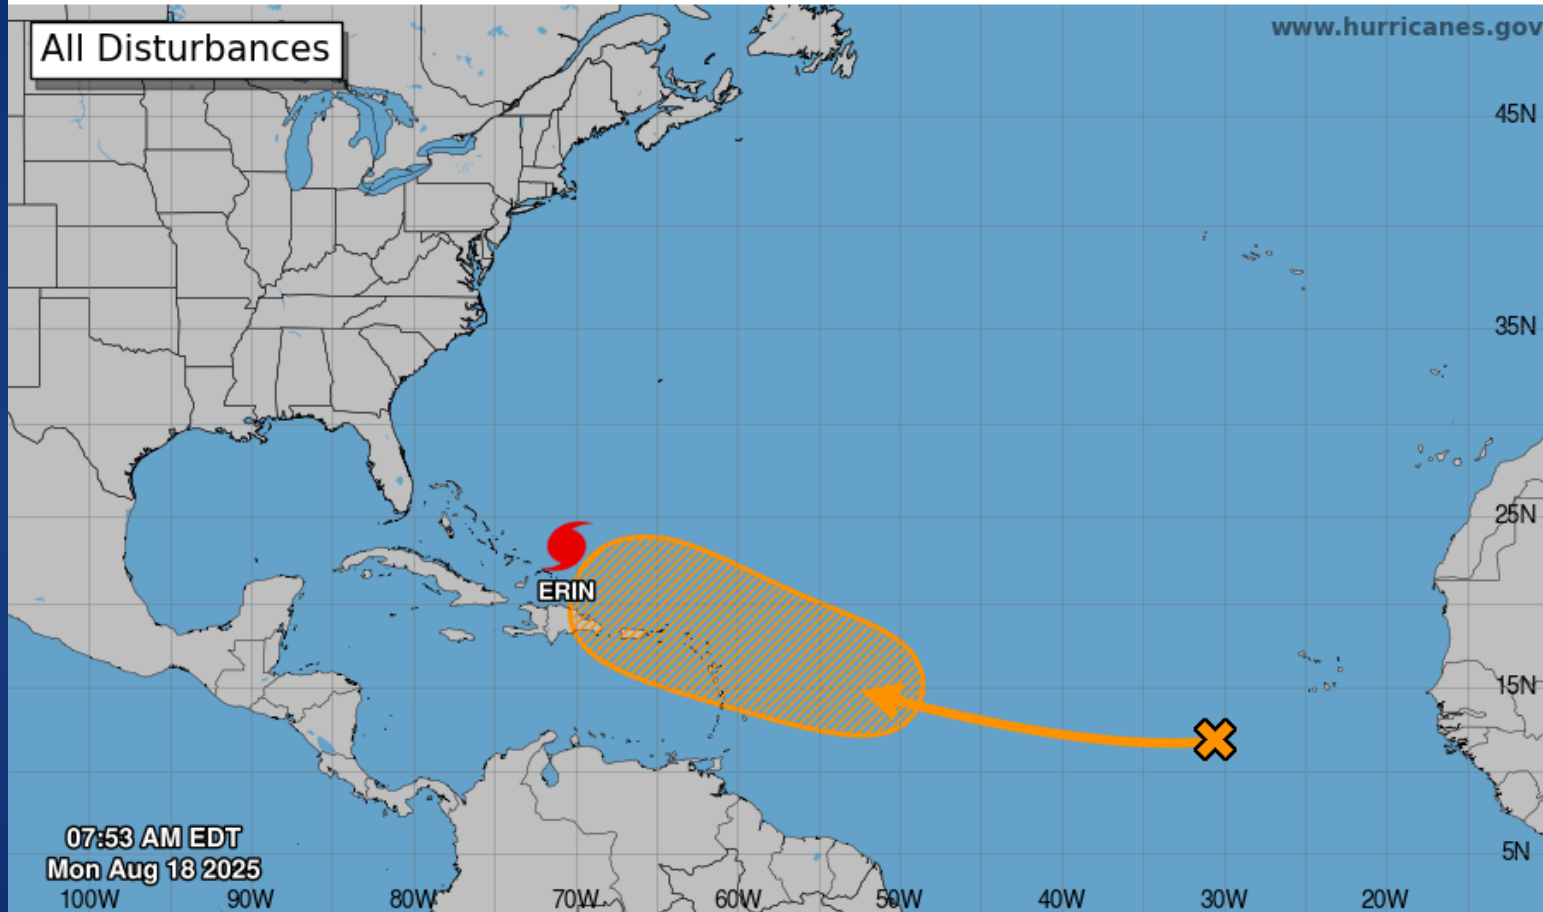 All Disturbances
www.hurricanes.gov
45N
35N
25N
ERIN
15N
07:53 AM EDT
Mon Aug 18 2025
5N
100W 90W 80W 70W 60W 50W 40W 30W 20W